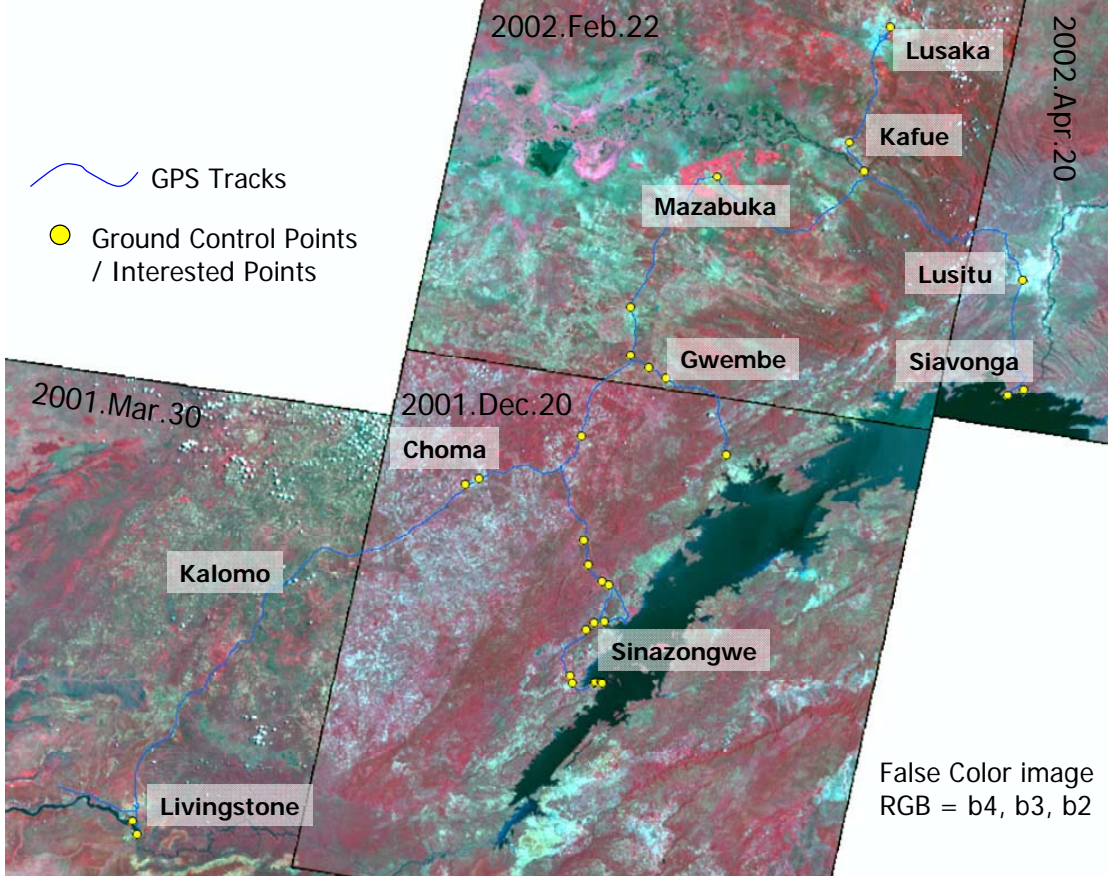 2002.Feb.22
Lusaka
2002.Apr.20
Kafue
GPS Tracks
Mazabuka
Ground Control Points
/ Interested Points
Lusitu
Gwembe
Siavonga
2001.Mar.30
2001.Dec.20
Choma
Kalomo
Sinazongwe
False Color image
RGB = b4, b3, b2
Livingstone